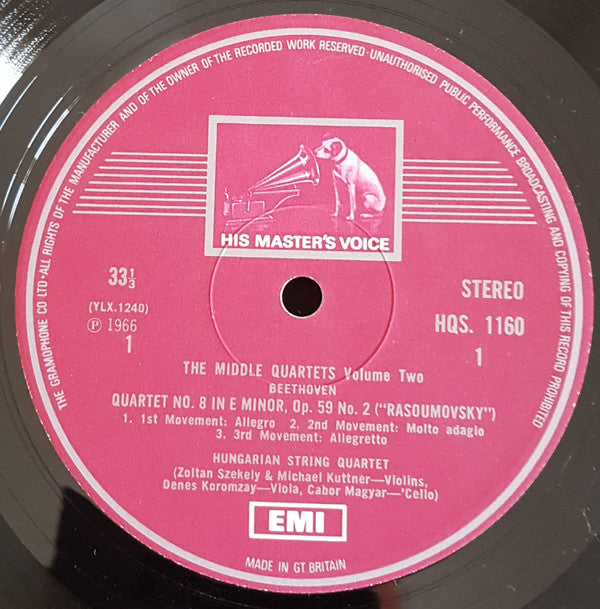 THE GRAMOPHONE CO LTD·ALL RIGHTS OF THE MANUFACTURER AND OF THE OWNER OF THE RECORDED WORK RESERVED·UNAUTHORISED PUBLIC PERFORMANCE BROADCASTING AND COPYING OF THIS RECORD PROHIBITED
HIS MASTER'S VOICE
33⅓
STEREO
(YLX.1240)
HQS. 1160
Ⓟ 1966
1
1
THE MIDDLE QUARTETS Volume Two
BEETHOVEN
QUARTET NO. 8 IN E MINOR, Op. 59 No. 2 ("RASOUMOVSKY")
1. 1st Movement: Allegro 2. 2nd Movement: Molto adagio
3. 3rd Movement: Allegretto
HUNGARIAN STRING QUARTET
(Zoltan Szekely & Michael Kuttner—Violins,
Denes Koromzay—Viola, Cabor Magyar—'Cello)
EMI
MADE IN GT BRITAIN